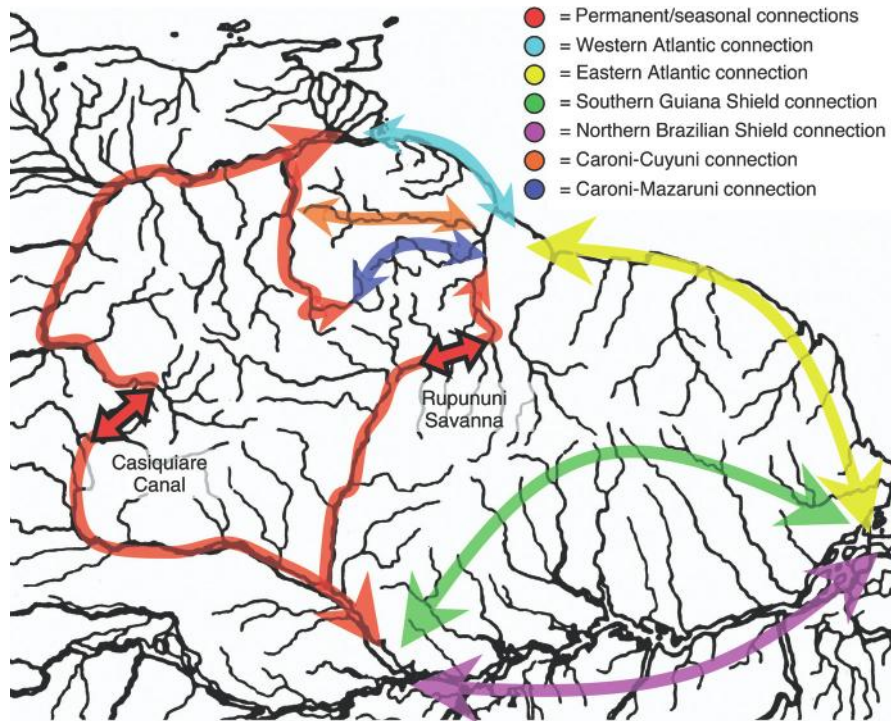 = Permanent/seasonal connections
= Western Atlantic connection
= Eastern Atlantic connection
= Southern Guiana Shield connection
= Northern Brazilian Shield connection
= Caroni-Cuyuni connection
= Caroni-Mazaruni connection
Rupununi
Savanna
Casiquiare
Canal